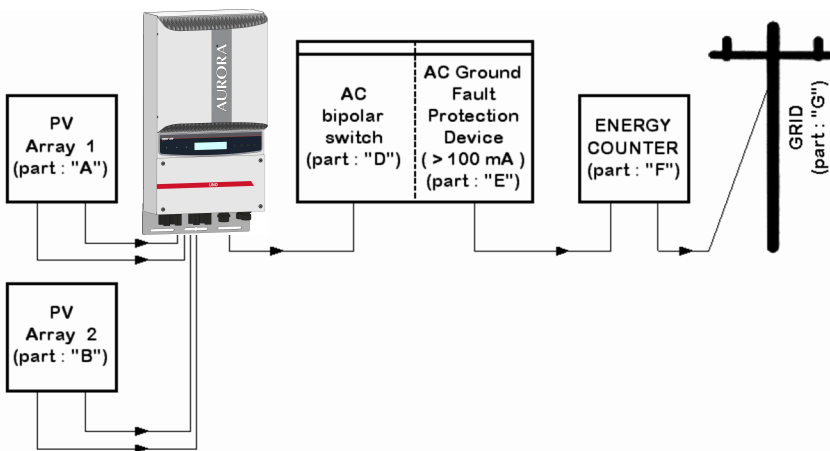 PV
Array 1
(part : "A")
PV
Array 2
(part : "B")
AURORA
UNO
AC
bipolar
switch
(part : "D")
AC Ground
Fault
Protection
Device
( > 100 mA )
(part : "E")
ENERGY
COUNTER
(part : "F")
GRID
(part : "G")